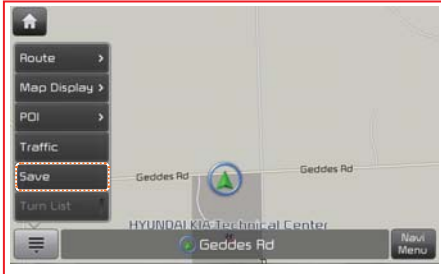 Route >
Map Display >
POI >
Traffic
Save
Turn List
Geddes Rd
Geddes Rd
HYUNDAI KIA Technical Center
Geddes Rd
Navi
Menu